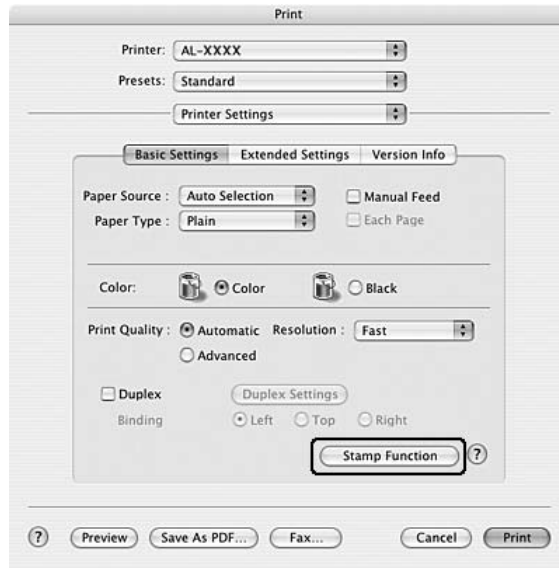 Print
Printer: AL-XXXX
Presets: Standard
Printer Settings
Basic Settings Extended Settings Version Info
Paper Source : Auto Selection Manual Feed
Paper Type : Plain Each Page
Color: Color Black
Print Quality : Automatic Resolution : Fast
Advanced
Duplex Duplex Settings
Binding Left Top Right
Stamp Function ?
? Preview Save As PDF... Fax... Cancel Print